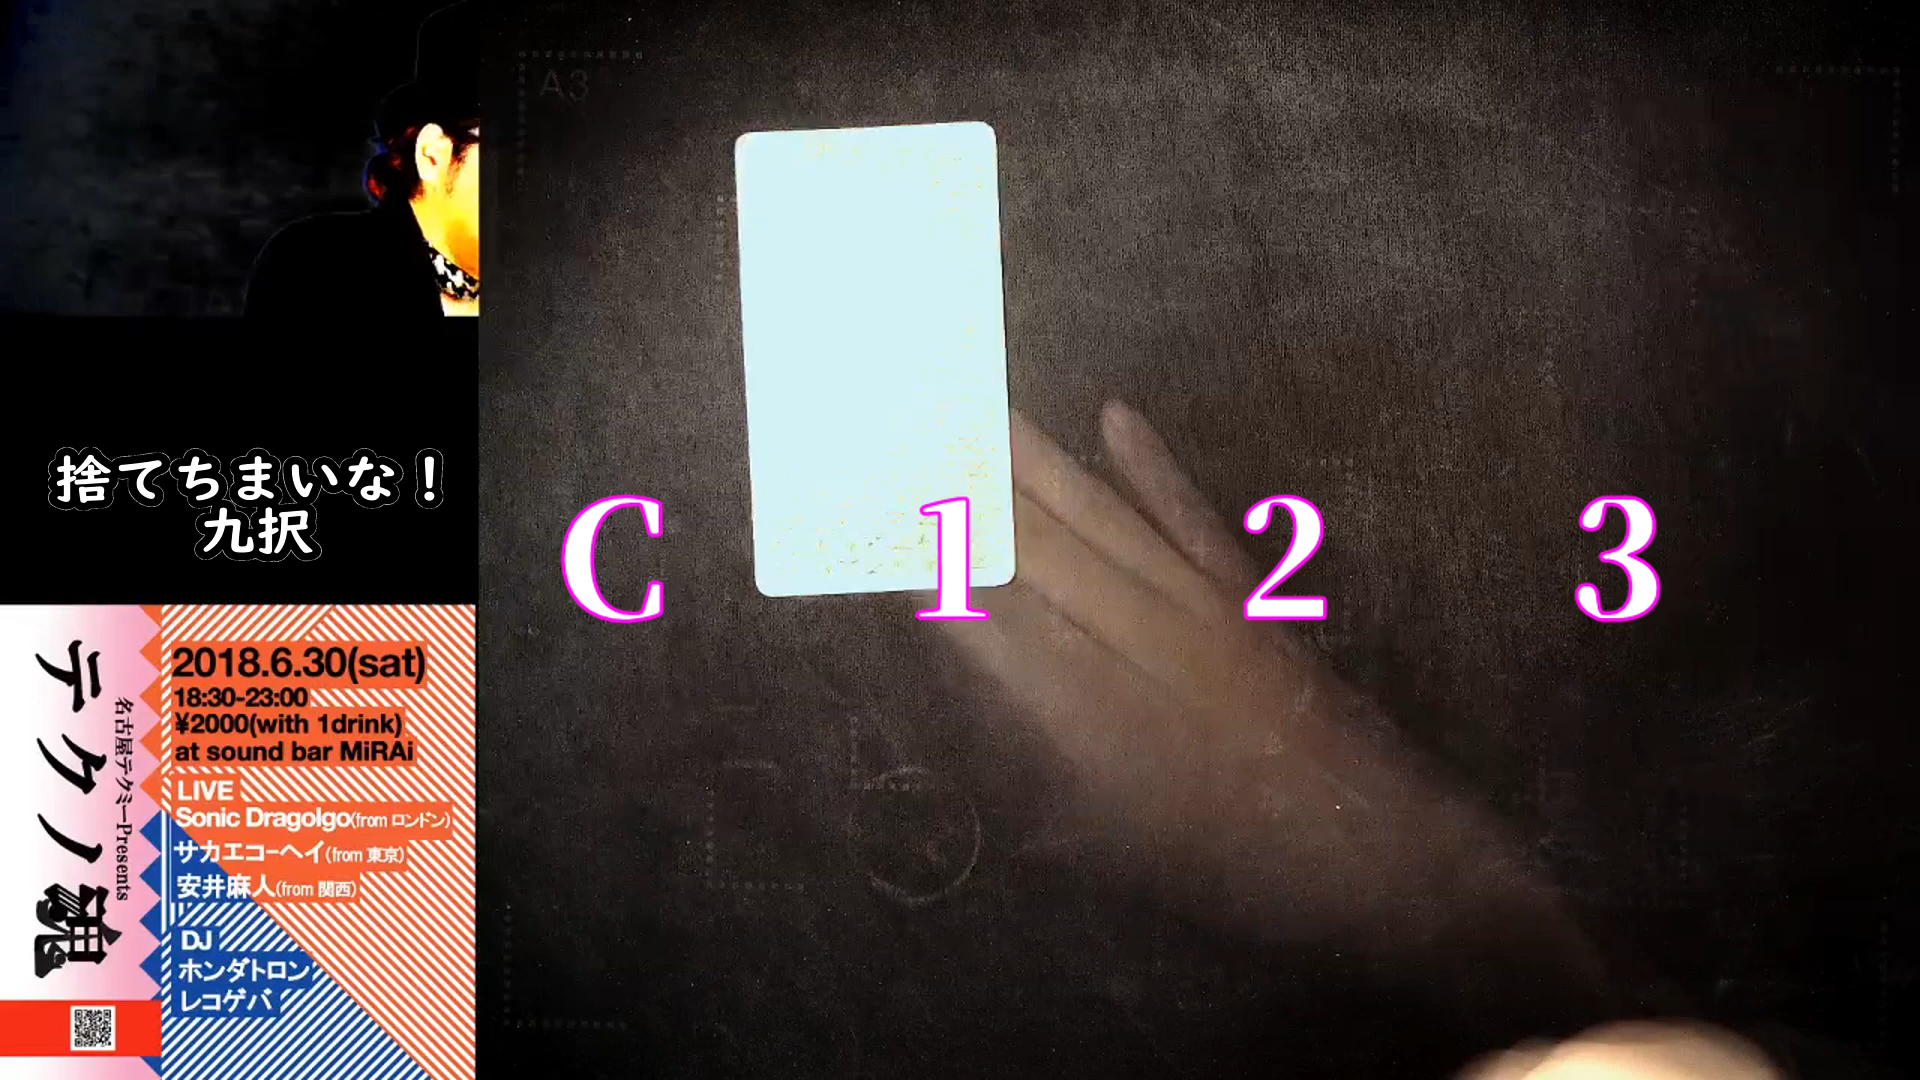 A3
捨てちまいな！
九択
C 1 2 3
テクノ魂
名古屋テクミーPresents
2018.6.30(sat)
18:30-23:00
¥2000(with 1drink)
at sound bar MiRAi
LIVE
Sonic Dragolgo(from ロンドン)
サカエコーヘイ(from 東京)
安井麻人(from 関西)
DJ
ホンダトロン
レコゲバ